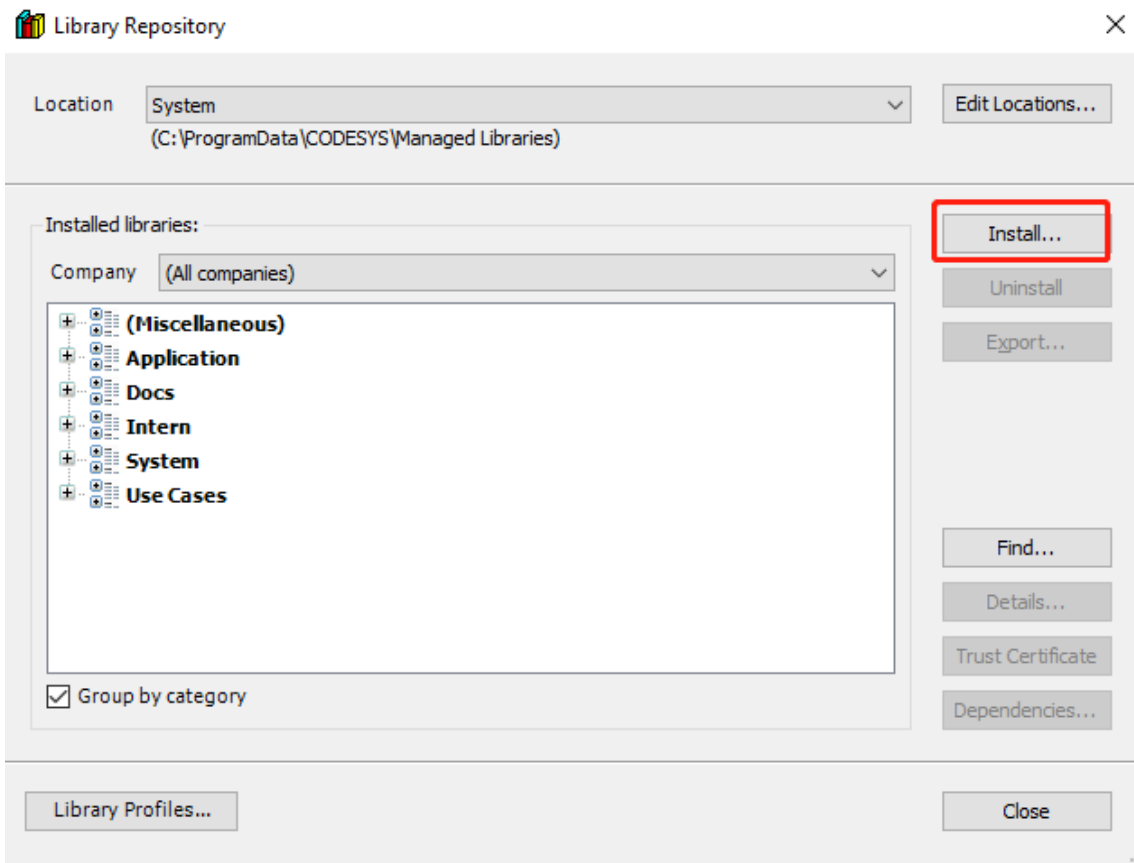 Library Repository
Location System Edit Locations...
(C:\ProgramData\CODESYS\Managed Libraries)
Installed libraries:
Install...
Company (All companies)
Uninstall
(Miscellaneous)
Export...
Application
Docs
Intern
System
Use Cases
Find...
Details...
Trust Certificate
Group by category
Dependencies...
Library Profiles...
Close